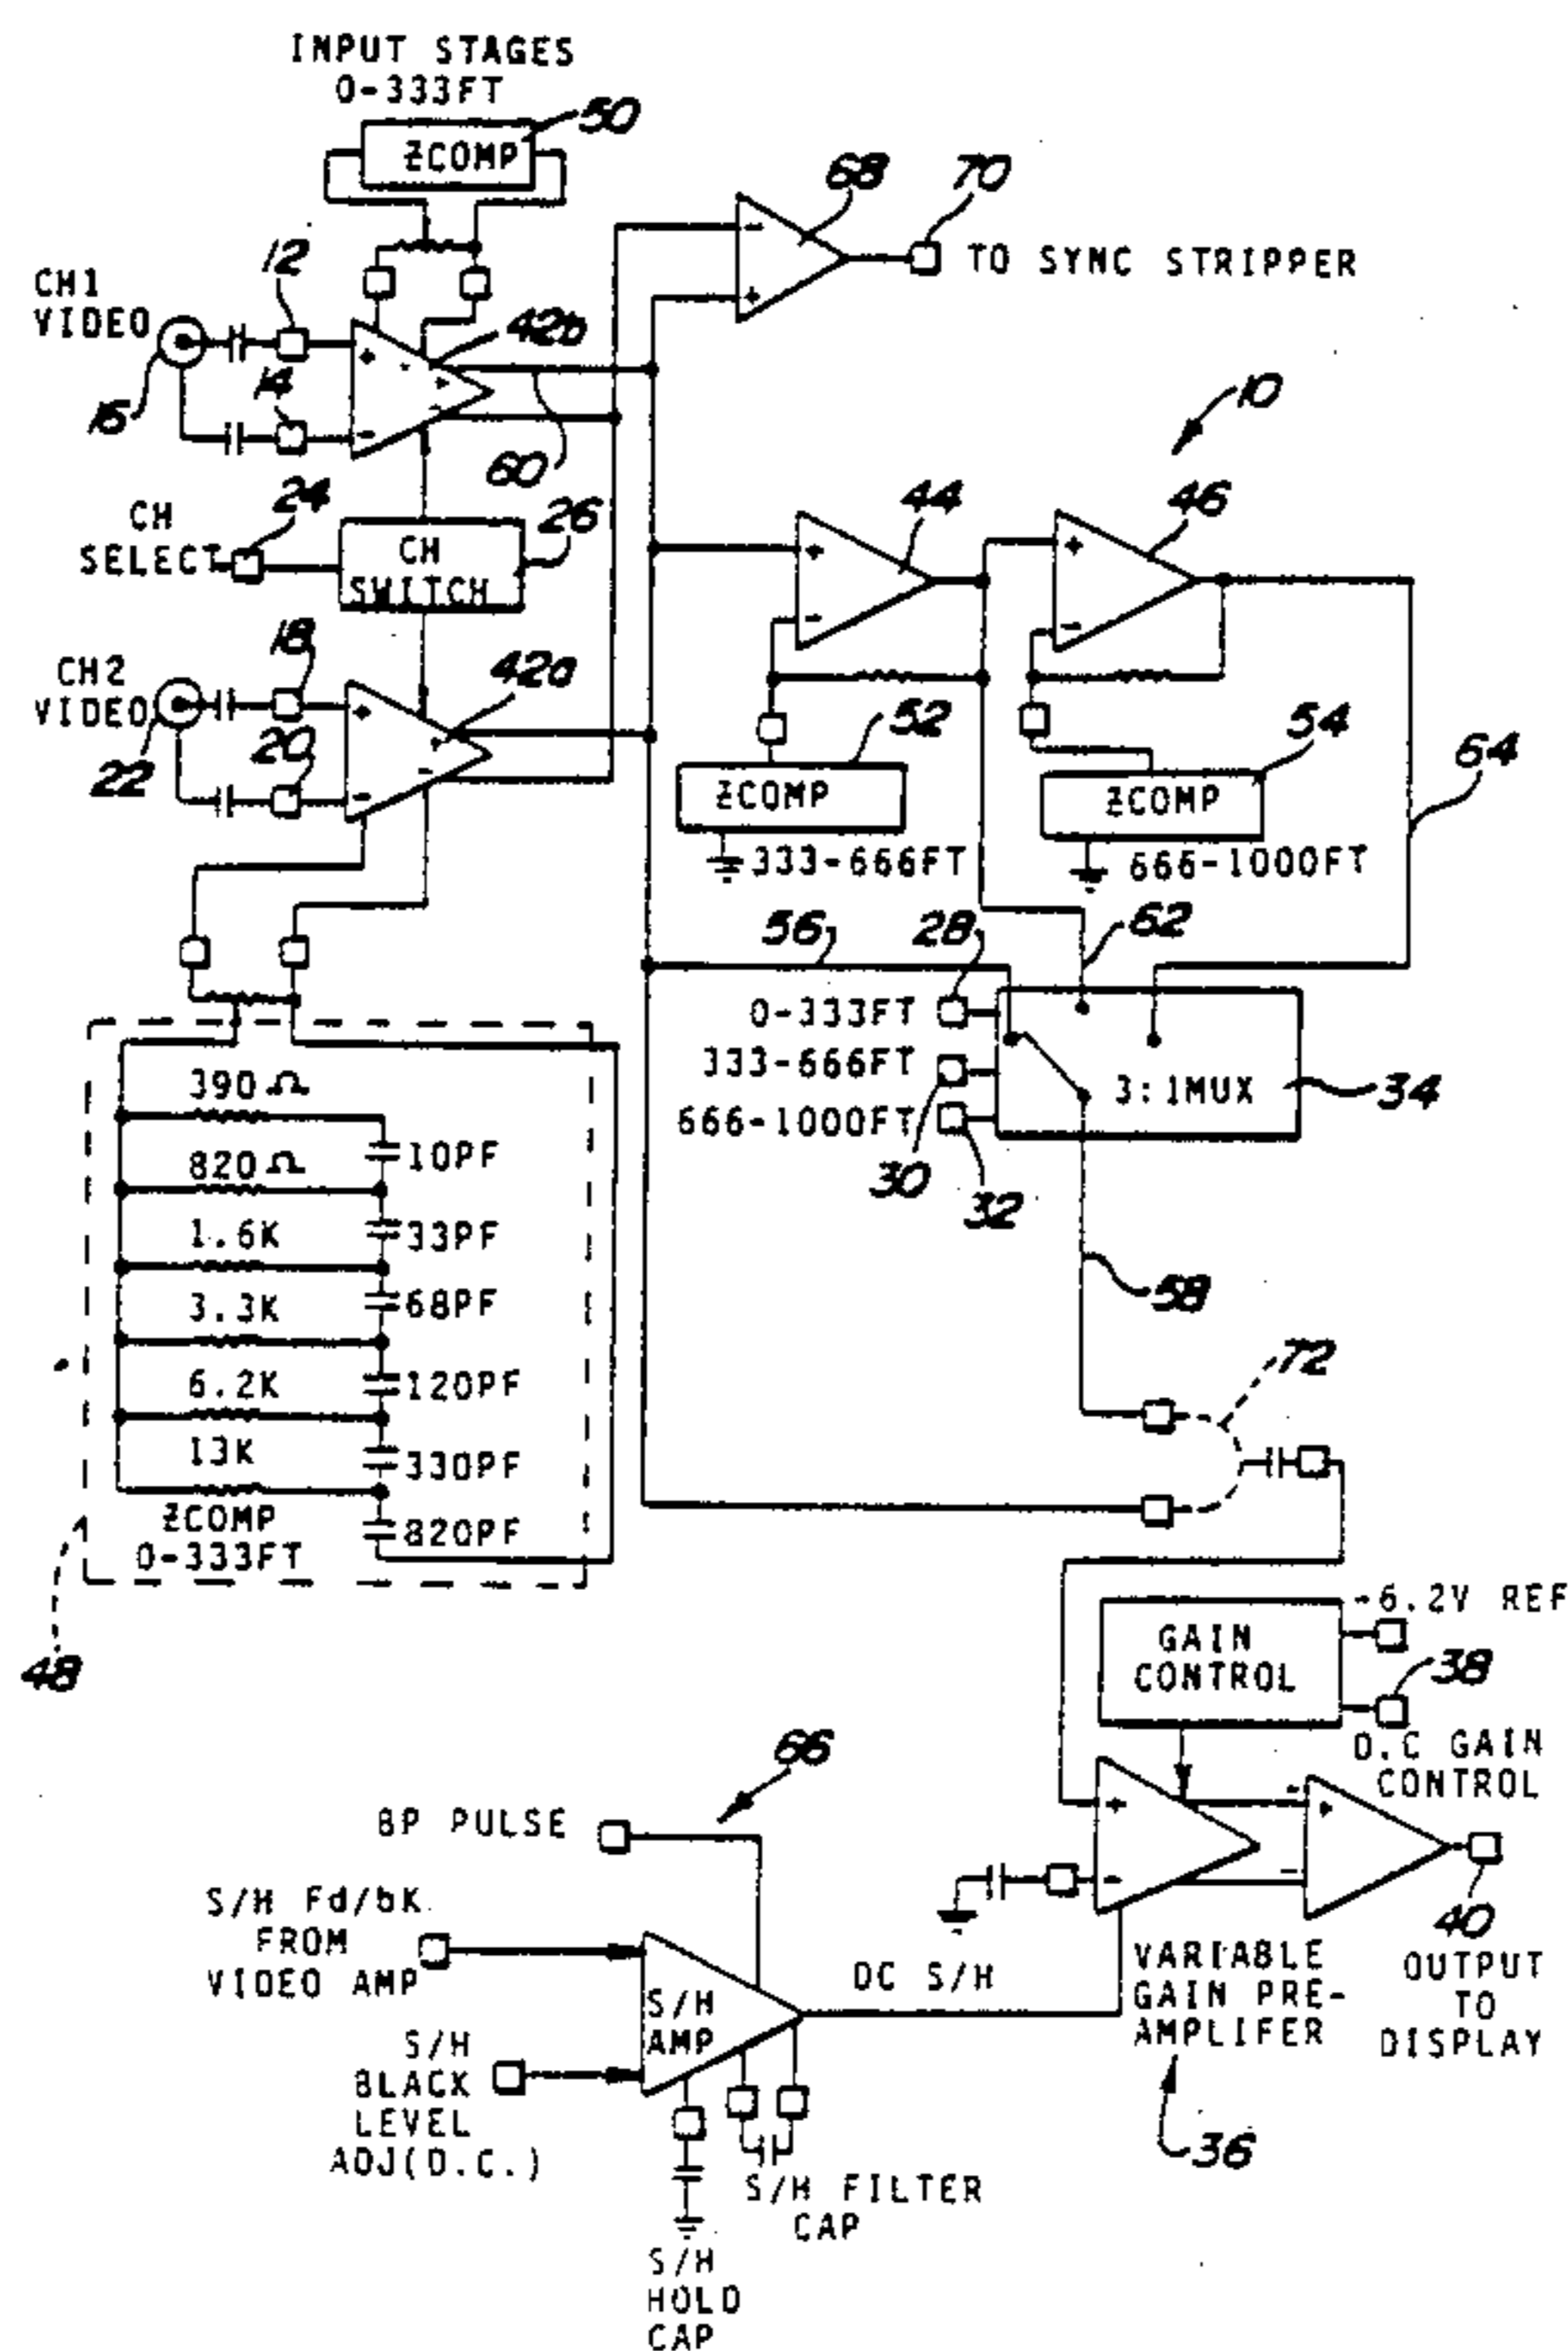 INPUT STAGES
0-333FT
50
ZCOMP
68
70
12
CH1
VIDEO
TO SYNC STRIPPER
42b
14
16
60
10
24
CH
SELECT
26
CH
SWITCH
44
46
18
CH2
VIDEO
42a
20
22
52
54
64
ZCOMP
ZCOMP
333-666FT
666-1000FT
56
28
62
0-333FT
333-666FT
666-1000FT
3:1MUX
34
30
32
390Ω
10PF
820Ω
33PF
1.6K
68PF
3.3K
58
120PF
6.2K
72
330PF
13K
820PF
ZCOMP
0-333FT
48
GAIN
CONTROL
-6.2V REF
38
D.C GAIN
CONTROL
66
BP PULSE
S/H Fd/bK
FROM
VIDEO AMP
S/H
AMP
DC S/H
VARIABLE
GAIN PRE-
AMPLIFER
36
40
OUTPUT
TO
DISPLAY
S/H
BLACK
LEVEL
ADJ(D.C.)
S/H FILTER
CAP
S/H
HOLD
CAP